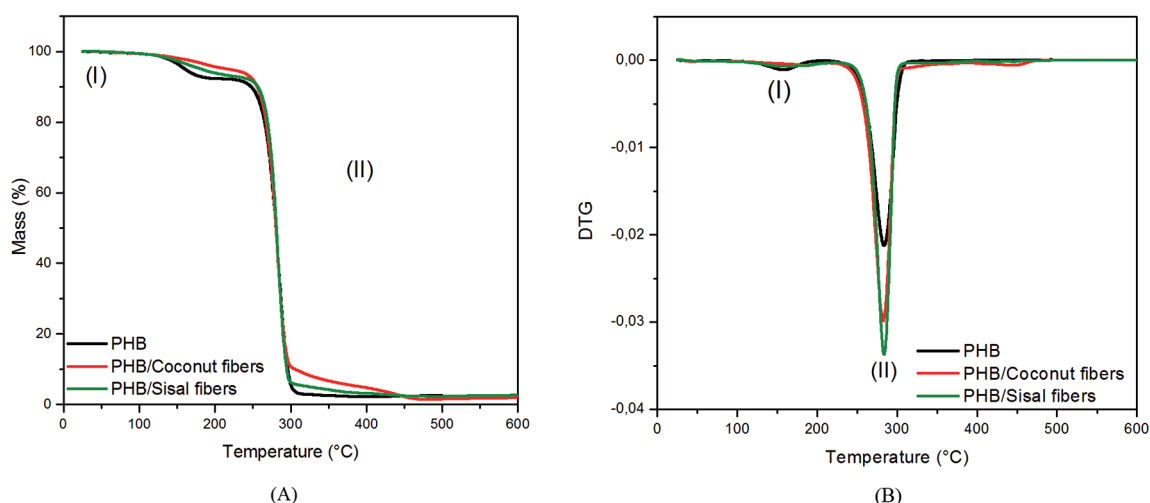 100
80
60
40
20
0
Mass (%)
(I)
(II)
PHB
PHB/Coconut fibers
PHB/Sisal fibers
0 100 200 300 400 500 600
Temperature (°C)
(A)
0,00
-0,01
-0,02
-0,03
-0,04
DTG
(I)
(II)
PHB
PHB/Coconut fibers
PHB/Sisal fibers
0 100 200 300 400 500 600
Temperature (°C)
(B)